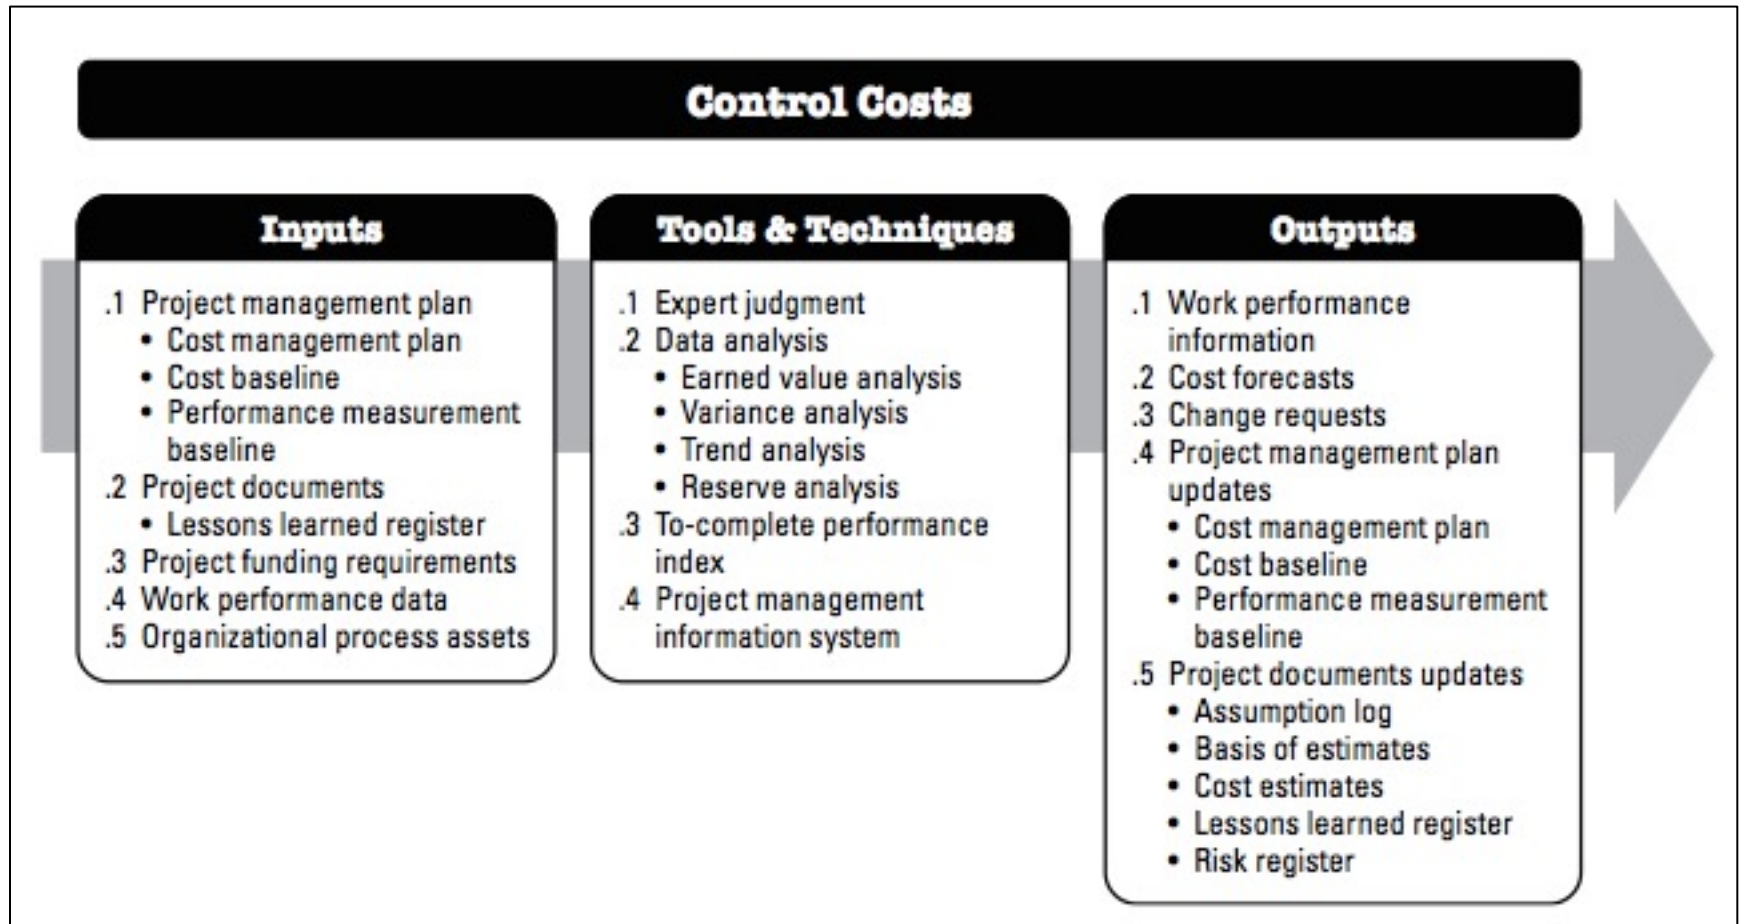 Control Costs
Inputs
.1 Project management plan
• Cost management plan
• Cost baseline
• Performance measurement
baseline
.2 Project documents
• Lessons learned register
.3 Project funding requirements
.4 Work performance data
.5 Organizational process assets
Tools & Techniques
.1 Expert judgment
.2 Data analysis
• Earned value analysis
• Variance analysis
• Trend analysis
• Reserve analysis
.3 To-complete performance
index
.4 Project management
information system
Outputs
.1 Work performance
information
.2 Cost forecasts
.3 Change requests
.4 Project management plan
updates
• Cost management plan
• Cost baseline
• Performance measurement
baseline
.5 Project documents updates
• Assumption log
• Basis of estimates
• Cost estimates
• Lessons learned register
• Risk register